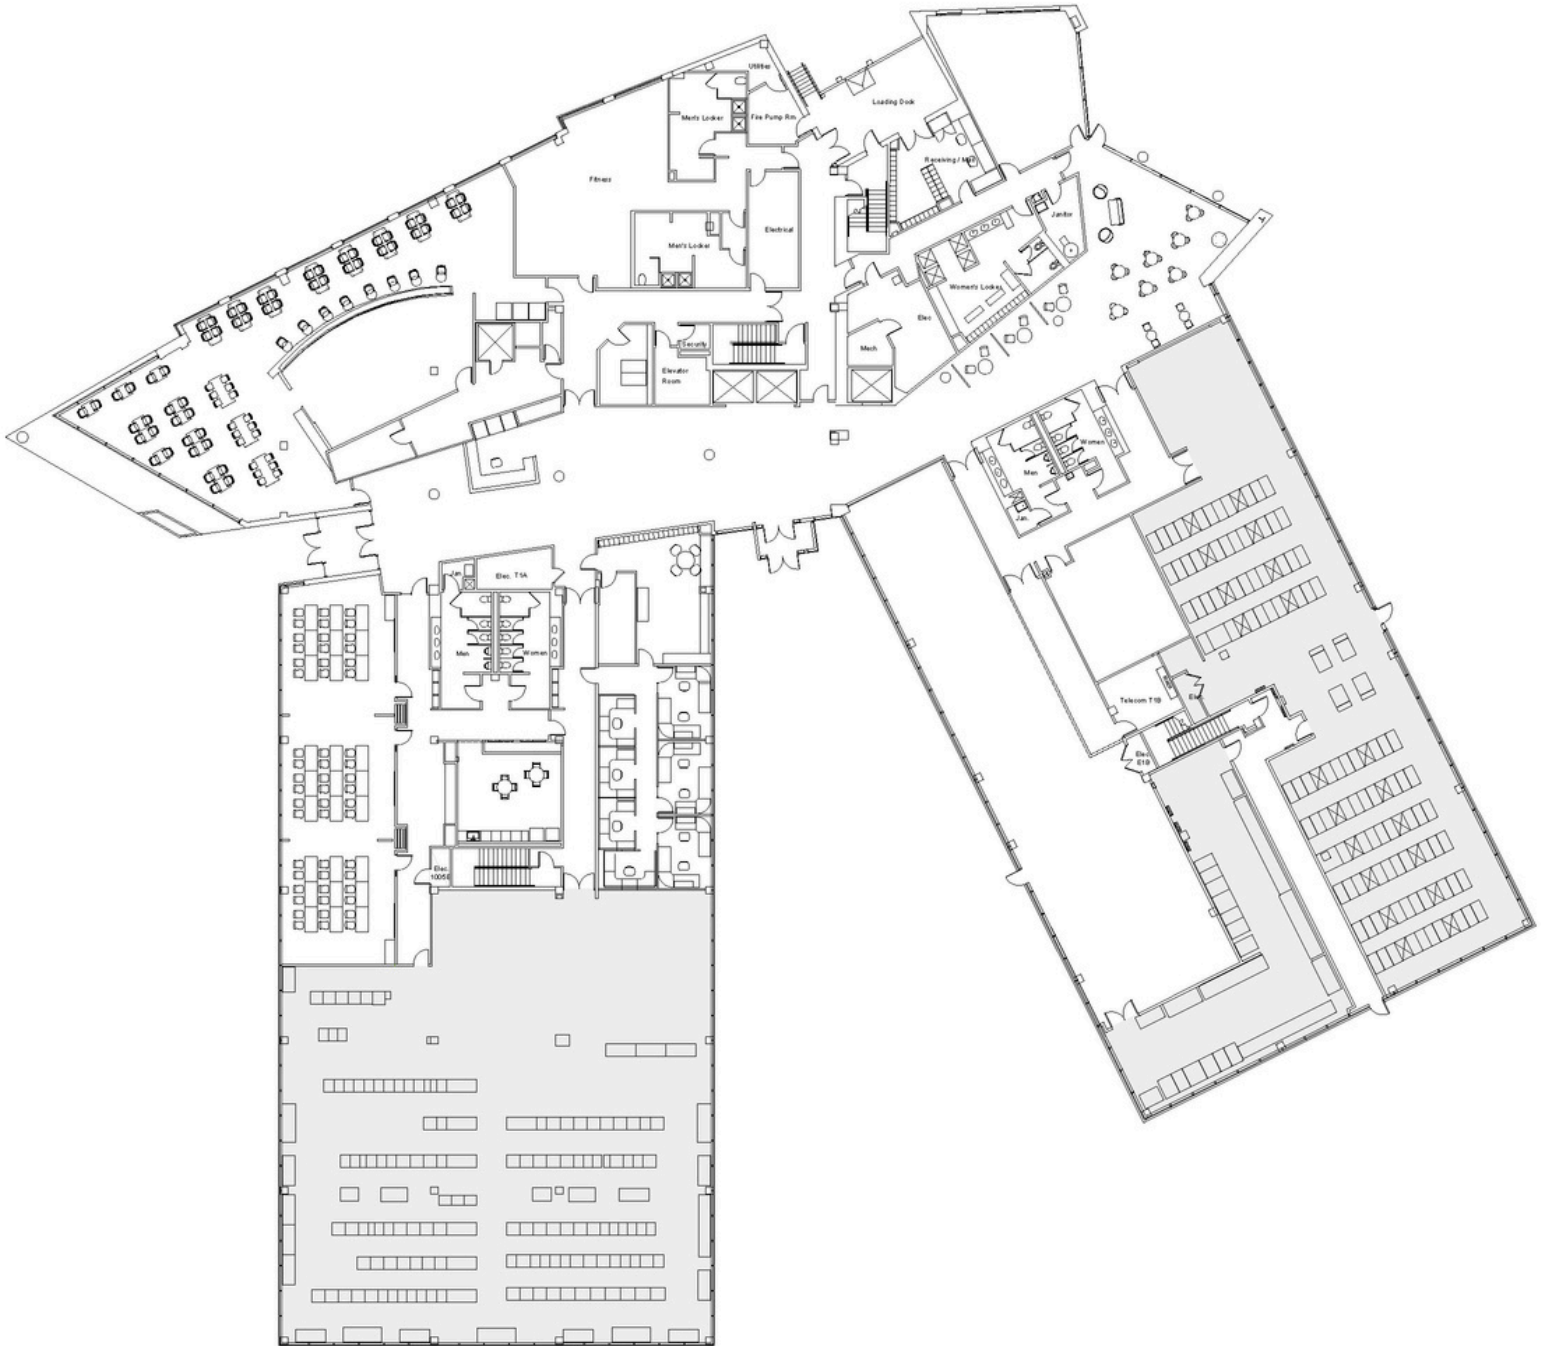 Utilities
Loading Dock
Men's Locker
Fire Pump Rm
Receiving / Mail
Fitness
Janitor
Electrical
Men's Locker
Women's Locker
Elec
Security
Mech
Elevator
Room
Women
Men
Jan.
Jan
Elec. T1A
Men
Women
Telecom T1B
Elec
E1B
Elec.